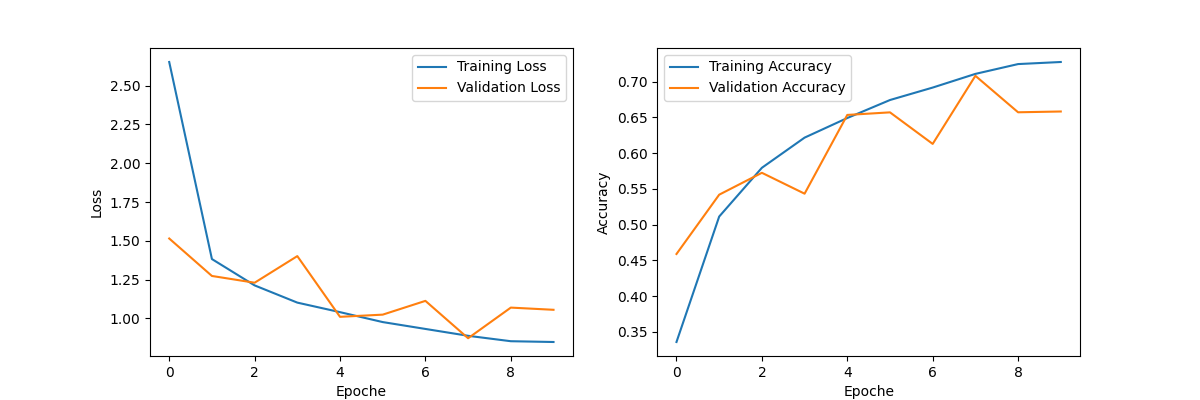 Training Loss
Validation Loss
2.50
2.25
2.00
1.75
1.50
1.25
1.00
Loss
0 2 4 6 8
Epoche
Training Accuracy
Validation Accuracy
0.70
0.65
0.60
0.55
0.50
0.45
0.40
0.35
Accuracy
0 2 4 6 8
Epoche